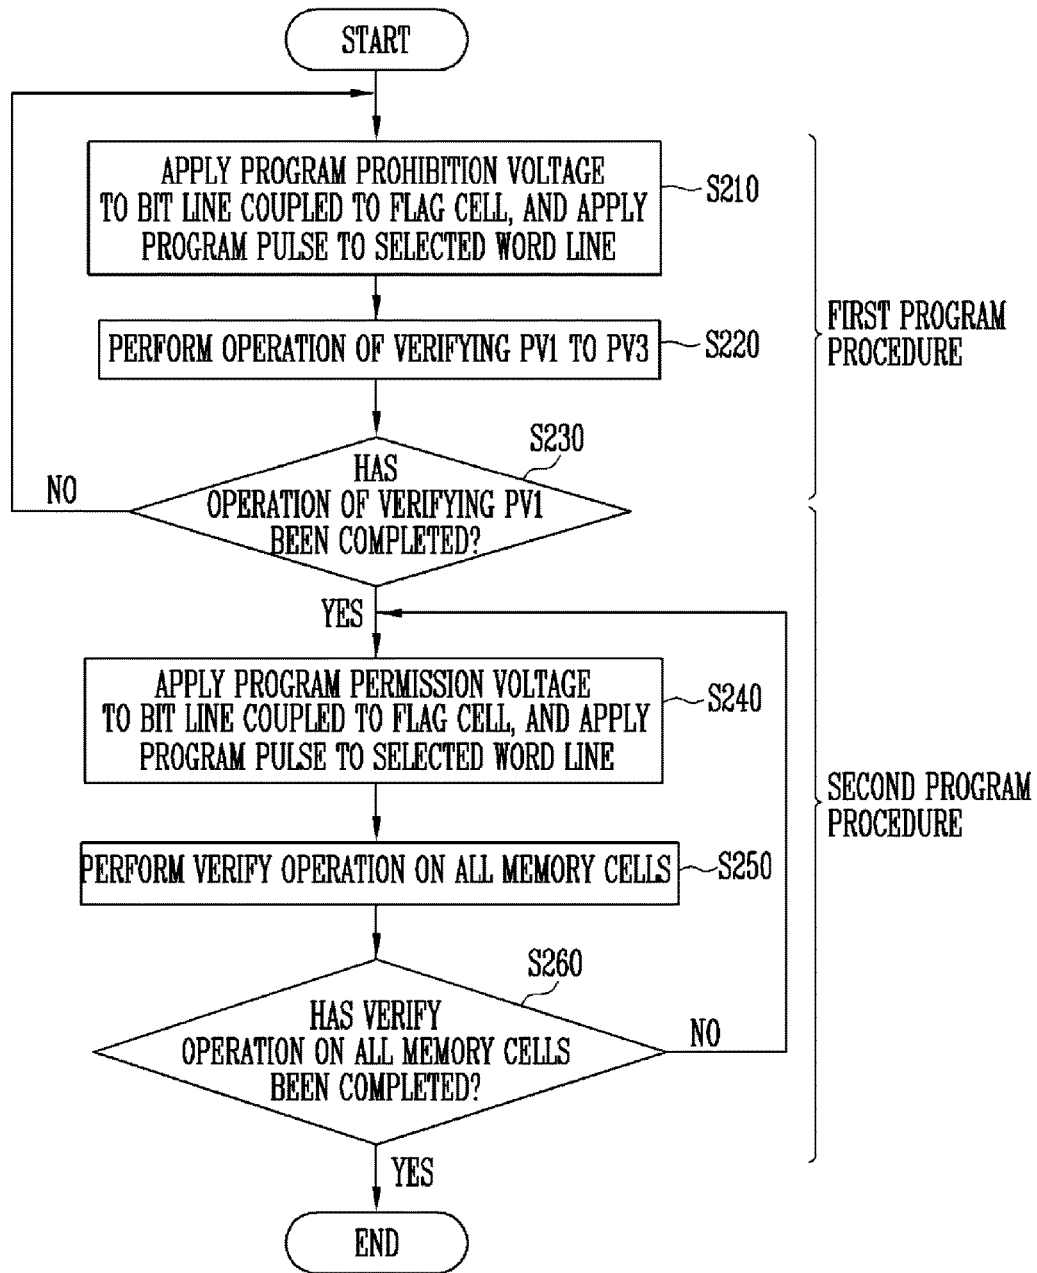 START
APPLY PROGRAM PROHIBITION VOLTAGE
TO BIT LINE COUPLED TO FLAG CELL, AND APPLY
PROGRAM PULSE TO SELECTED WORD LINE
S210
PERFORM OPERATION OF VERIFYING PV1 TO PV3
S220
FIRST PROGRAM
PROCEDURE
S230
HAS
OPERATION OF VERIFYING PV1
BEEN COMPLETED?
NO
YES
APPLY PROGRAM PERMISSION VOLTAGE
TO BIT LINE COUPLED TO FLAG CELL, AND APPLY
PROGRAM PULSE TO SELECTED WORD LINE
S240
SECOND PROGRAM
PROCEDURE
PERFORM VERIFY OPERATION ON ALL MEMORY CELLS
S250
S260
HAS VERIFY
OPERATION ON ALL MEMORY CELLS
BEEN COMPLETED?
NO
YES
END